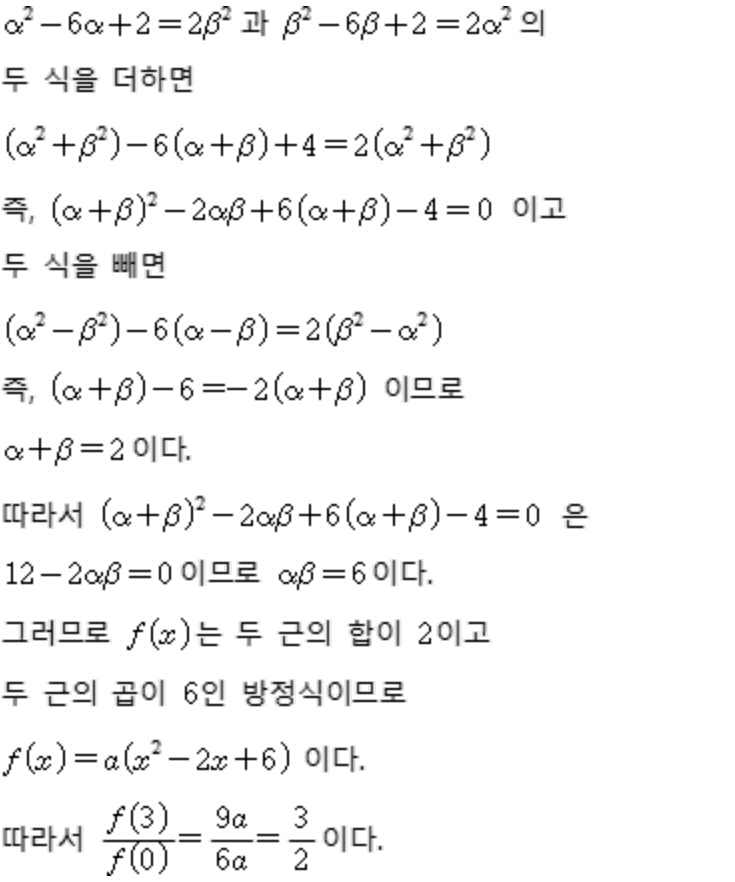 α²−6α+2=2β² 과 β²−6β+2=2α² 의
두 식을 더하면
(α²+β²)−6(α+β)+4=2(α²+β²)
즉, (α+β)²−2αβ+6(α+β)−4=0 이고
두 식을 빼면
(α²−β²)−6(α−β)=2(β²−α²)
즉, (α+β)−6=−2(α+β) 이므로
α+β=2 이다.
따라서 (α+β)²−2αβ+6(α+β)−4=0 은
12−2αβ=0 이므로 αβ=6 이다.
그러므로 f(x)는 두 근의 합이 2이고
두 근의 곱이 6인 방정식이므로
f(x)=a(x²−2x+6) 이다.
따라서 f(3)/f(0)=9a/6a=3/2 이다.